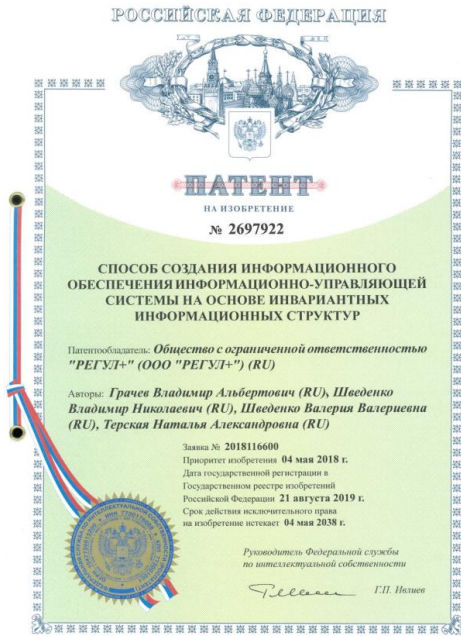 РОССИЙСКАЯ ФЕДЕРАЦИЯ
ПАТЕНТ
НА ИЗОБРЕТЕНИЕ
№ 2697922
СПОСОБ СОЗДАНИЯ ИНФОРМАЦИОННОГО
ОБЕСПЕЧЕНИЯ ИНФОРМАЦИОННО-УПРАВЛЯЮЩЕЙ
СИСТЕМЫ НА ОСНОВЕ ИНВАРИАНТНЫХ
ИНФОРМАЦИОННЫХ СТРУКТУР
Патентообладатель: Общество с ограниченной ответственностью
"РЕГУЛ+" (ООО "РЕГУЛ+") (RU)
Авторы: Грачев Владимир Альбертович (RU), Шведенко
Владимир Николаевич (RU), Шведенко Валерия Валериевна
(RU), Терская Наталья Александровна (RU)
Заявка № 2018116600
Приоритет изобретения 04 мая 2018 г.
Дата государственной регистрации в
Государственном реестре изобретений
Российской Федерации 21 августа 2019 г.
Срок действия исключительного права
на изобретение истекает 04 мая 2038 г.
Руководитель Федеральной службы
по интеллектуальной собственности
Г.П. Ивлиев